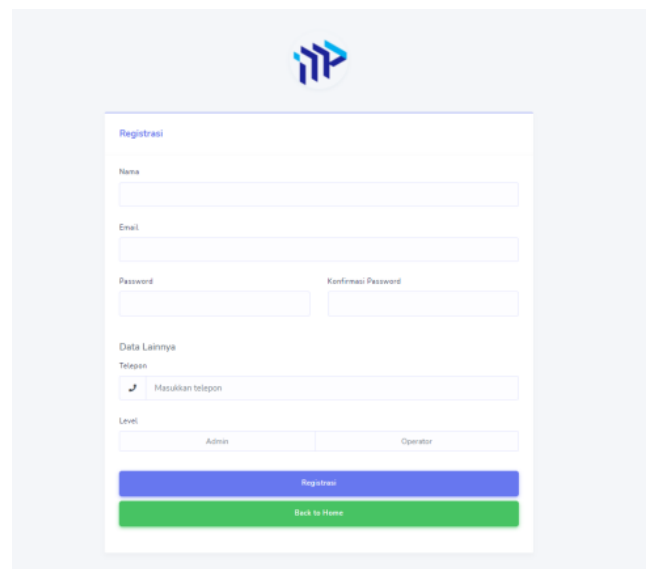 Registrasi
Nama
Email
Password Konfirmasi Password
Data Lainnya
Telepon
Masukkan telepon
Level
Admin Operator
Registrasi
Back to Home